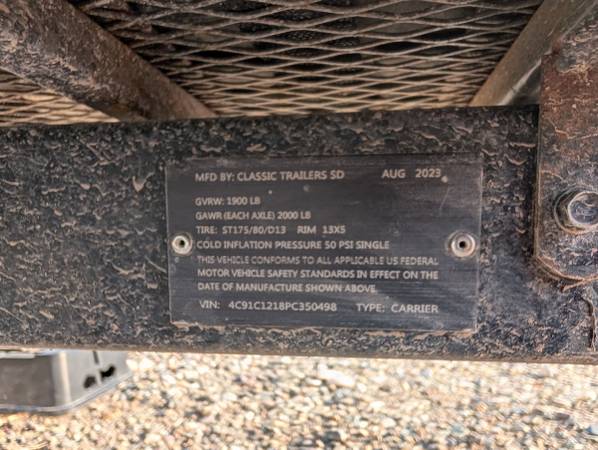 MFD BY: CLASSIC TRAILERS SD AUG 2023
GVRW: 1900 LB
GAWR (EACH AXLE) 2000 LB
TIRE: ST175/80/D13 RIM 13X5
COLD INFLATION PRESSURE 50 PSI SINGLE
THIS VEHICLE CONFORMS TO ALL APPLICABLE US FEDERAL
MOTOR VEHICLE SAFETY STANDARDS IN EFFECT ON THE
DATE OF MANUFACTURE SHOWN ABOVE.
VIN: 4C91C1218PC350498 TYPE: CARRIER